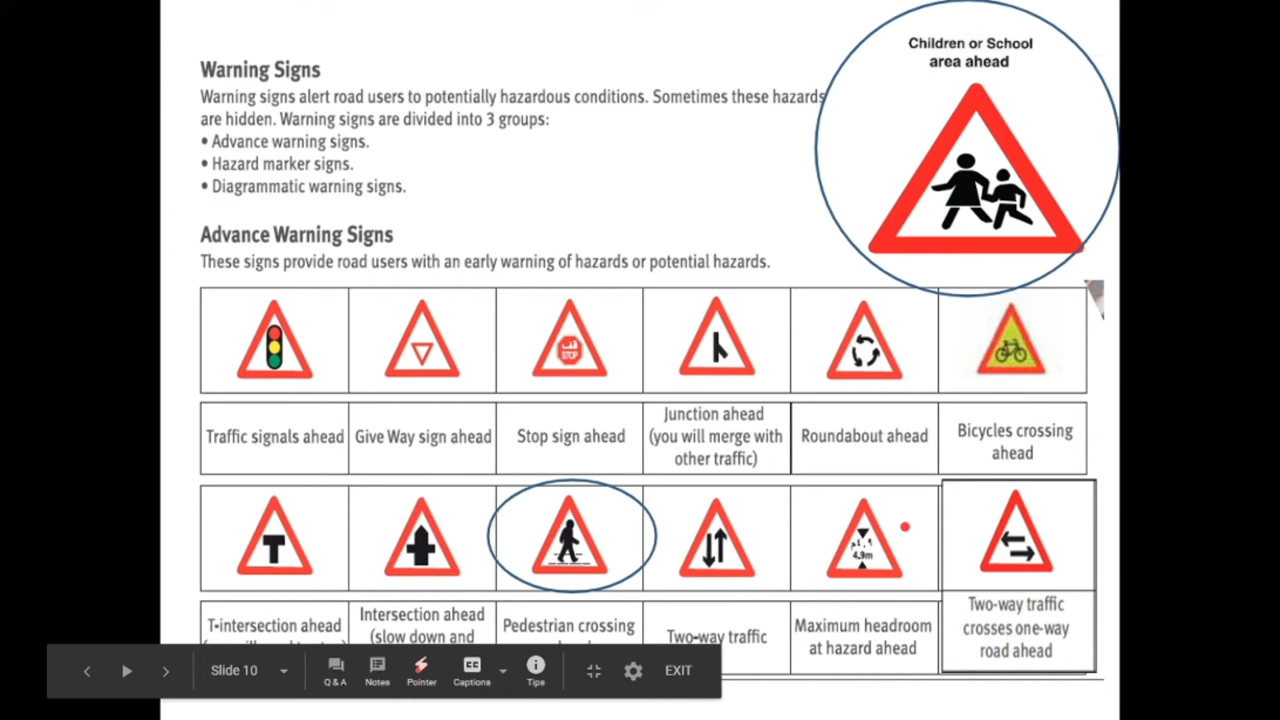 Children or School
area ahead
Warning Signs
Warning signs alert road users to potentially hazardous conditions. Sometimes these hazards
are hidden. Warning signs are divided into 3 groups:
• Advance warning signs.
• Hazard marker signs.
• Diagrammatic warning signs.
Advance Warning Signs
These signs provide road users with an early warning of hazards or potential hazards.
قف
STOP
Traffic signals ahead
Give Way sign ahead
Stop sign ahead
Junction ahead
(you will merge with
other traffic)
Roundabout ahead
Bicycles crossing
ahead
4.9m
T-intersection ahead
Intersection ahead
(slow down and
Pedestrian crossing
Two-way traffic
Maximum headroom
at hazard ahead
Two-way traffic
crosses one-way
road ahead
Slide 10
Q & A
Notes
Pointer
CC
Captions
Tips
EXIT